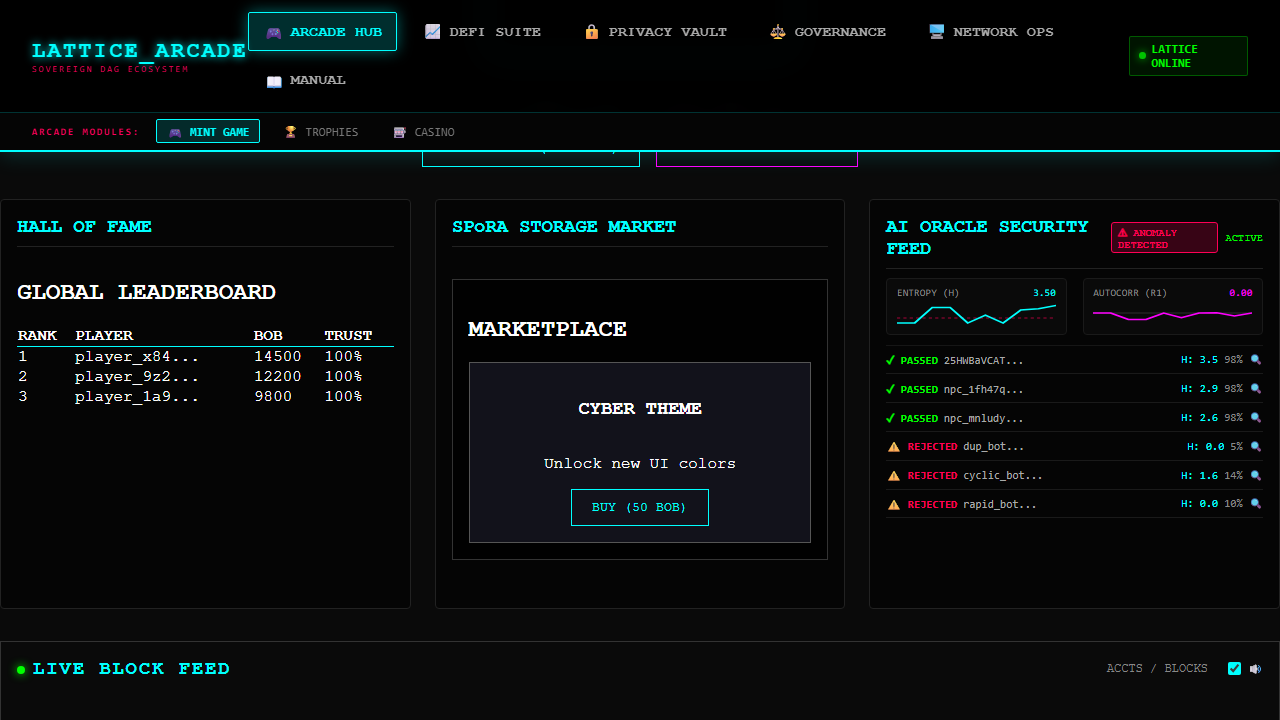 LATTICE_ARCADE
SOVEREIGN DAG ECOSYSTEM
ARCADE HUB
DEFI SUITE
PRIVACY VAULT
GOVERNANCE
NETWORK OPS
MANUAL
LATTICE
ONLINE
ARCADE MODULES:
MINT GAME
TROPHIES
CASINO
HALL OF FAME
GLOBAL LEADERBOARD
RANK PLAYER BOB TRUST
1 player_x84... 14500 100%
2 player_9z2... 12200 100%
3 player_1a9... 9800 100%
SPoRA STORAGE MARKET
MARKETPLACE
CYBER THEME
Unlock new UI colors
BUY (50 BOB)
AI ORACLE SECURITY
FEED
ANOMALY
DETECTED
ACTIVE
ENTROPY (H) 3.50
AUTOCORR (R1) 0.00
PASSED 25HWBaVCAT... H: 3.5 98%
PASSED npc_1fh47q... H: 2.9 98%
PASSED npc_mnludy... H: 2.6 98%
REJECTED dup_bot... H: 0.0 5%
REJECTED cyclic_bot... H: 1.6 14%
REJECTED rapid_bot... H: 0.0 10%
LIVE BLOCK FEED
ACCTS / BLOCKS